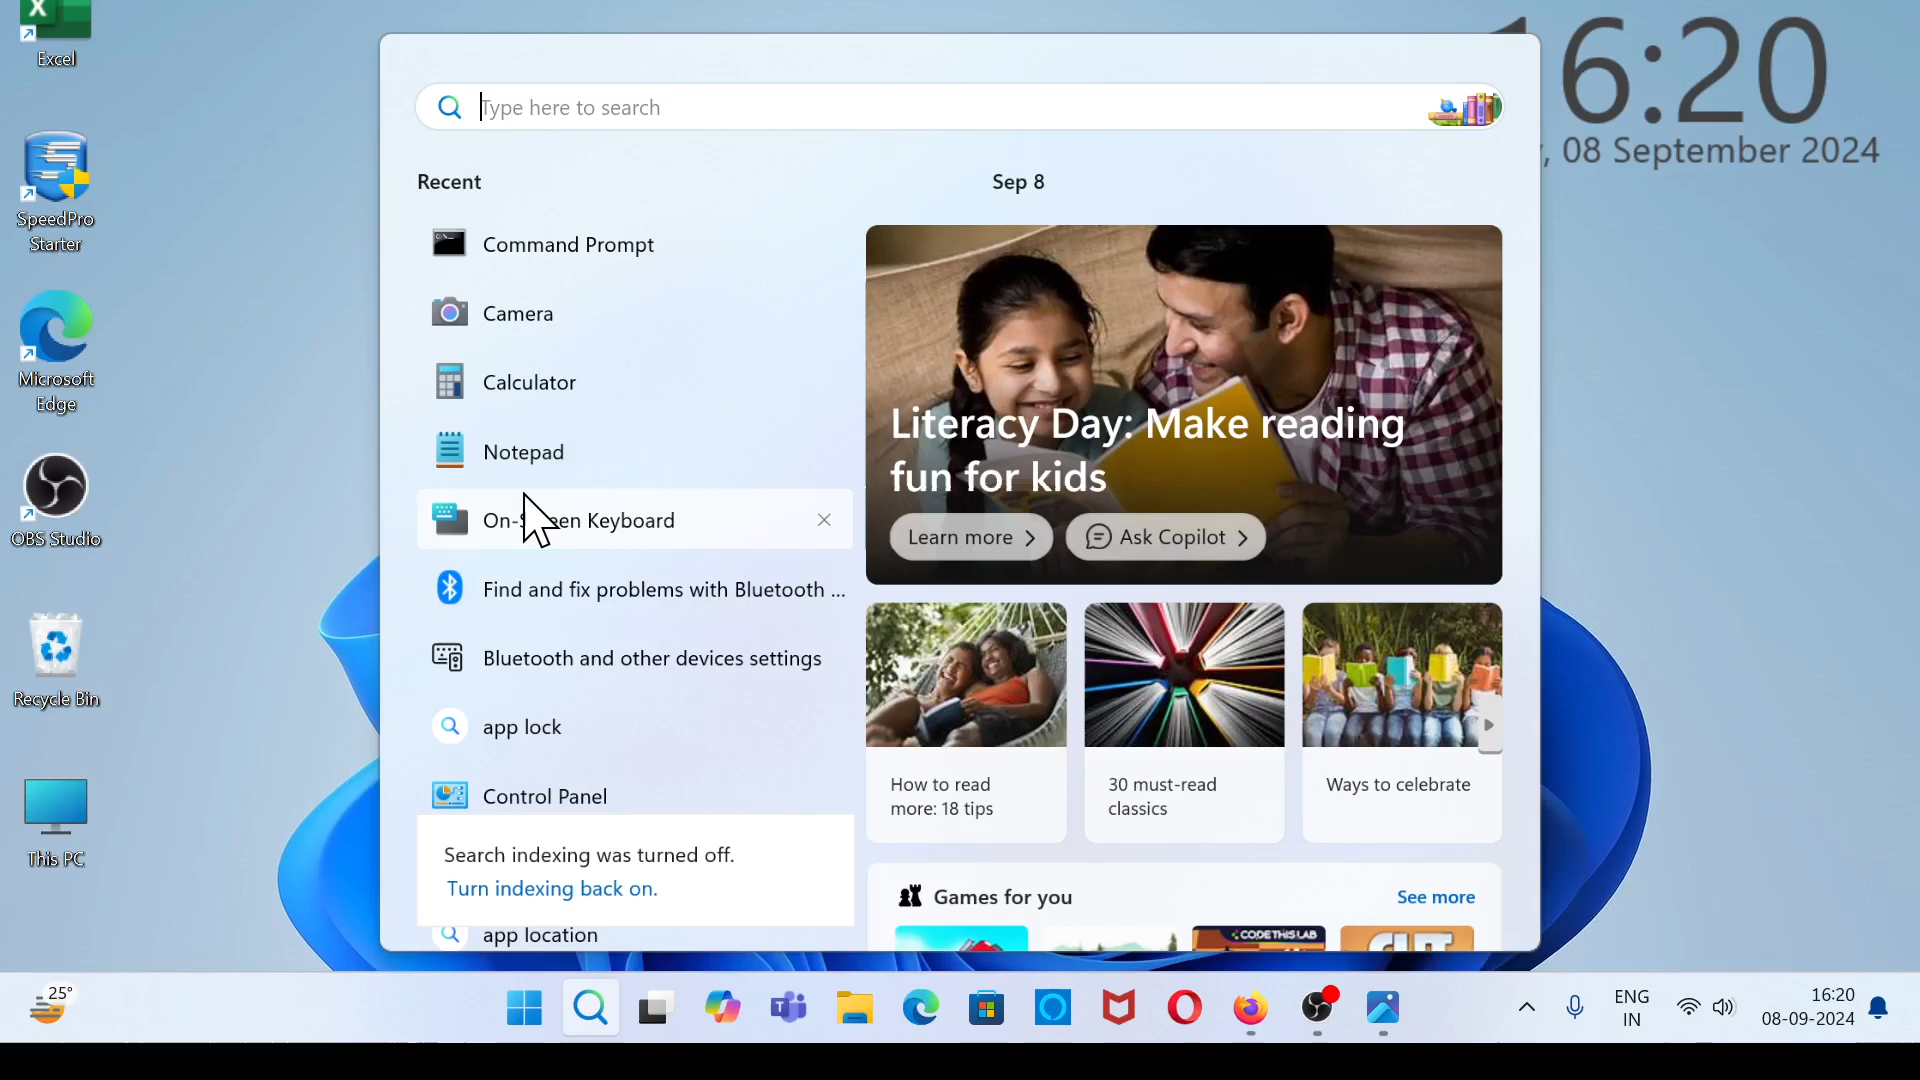 Excel
SpeedPro
Starter
Microsoft
Edge
OBS Studio
Recycle Bin
This PC
Type here to search
Recent
Command Prompt
Camera
Calculator
Notepad
On-Screen Keyboard
Find and fix problems with Bluetooth ...
Bluetooth and other devices settings
app lock
Control Panel
Search indexing was turned off.
Turn indexing back on.
app location
Sep 8
Literacy Day: Make reading
fun for kids
Learn more
Ask Copilot
How to read
more: 18 tips
30 must-read
classics
Ways to celebrate
Games for you
See more
CODETHISLAB
16:20
, 08 September 2024
25°
ENG
IN
16:20
08-09-2024